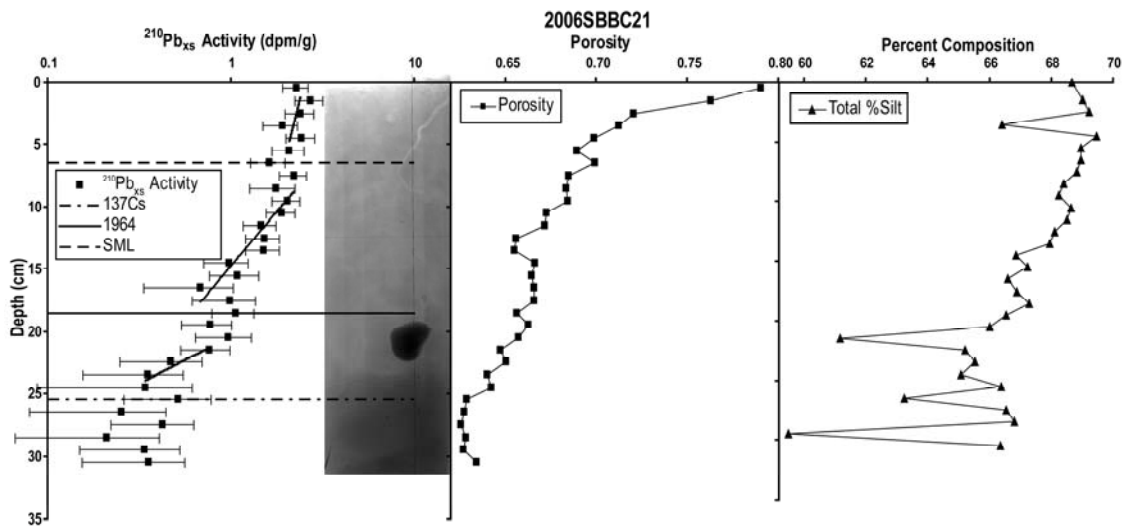 2006SBBC21
210Pbxs Activity (dpm/g)
Porosity
Percent Composition
0.1 1 10 0.65 0.70 0.75 0.80 60 62 64 66 68 70
0
5
10
15
20
25
30
35
Depth (cm)
210Pbxs Activity
137Cs
1964
SML
Porosity
Total %Silt